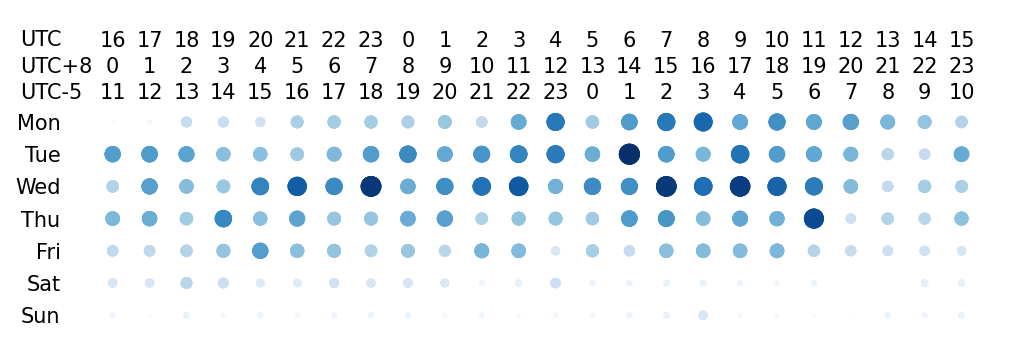 UTC 16 17 18 19 20 21 22 23 0 1 2 3 4 5 6 7 8 9 10 11 12 13 14 15
UTC+8 0 1 2 3 4 5 6 7 8 9 10 11 12 13 14 15 16 17 18 19 20 21 22 23
UTC-5 11 12 13 14 15 16 17 18 19 20 21 22 23 0 1 2 3 4 5 6 7 8 9 10
Mon
Tue
Wed
Thu
Fri
Sat
Sun